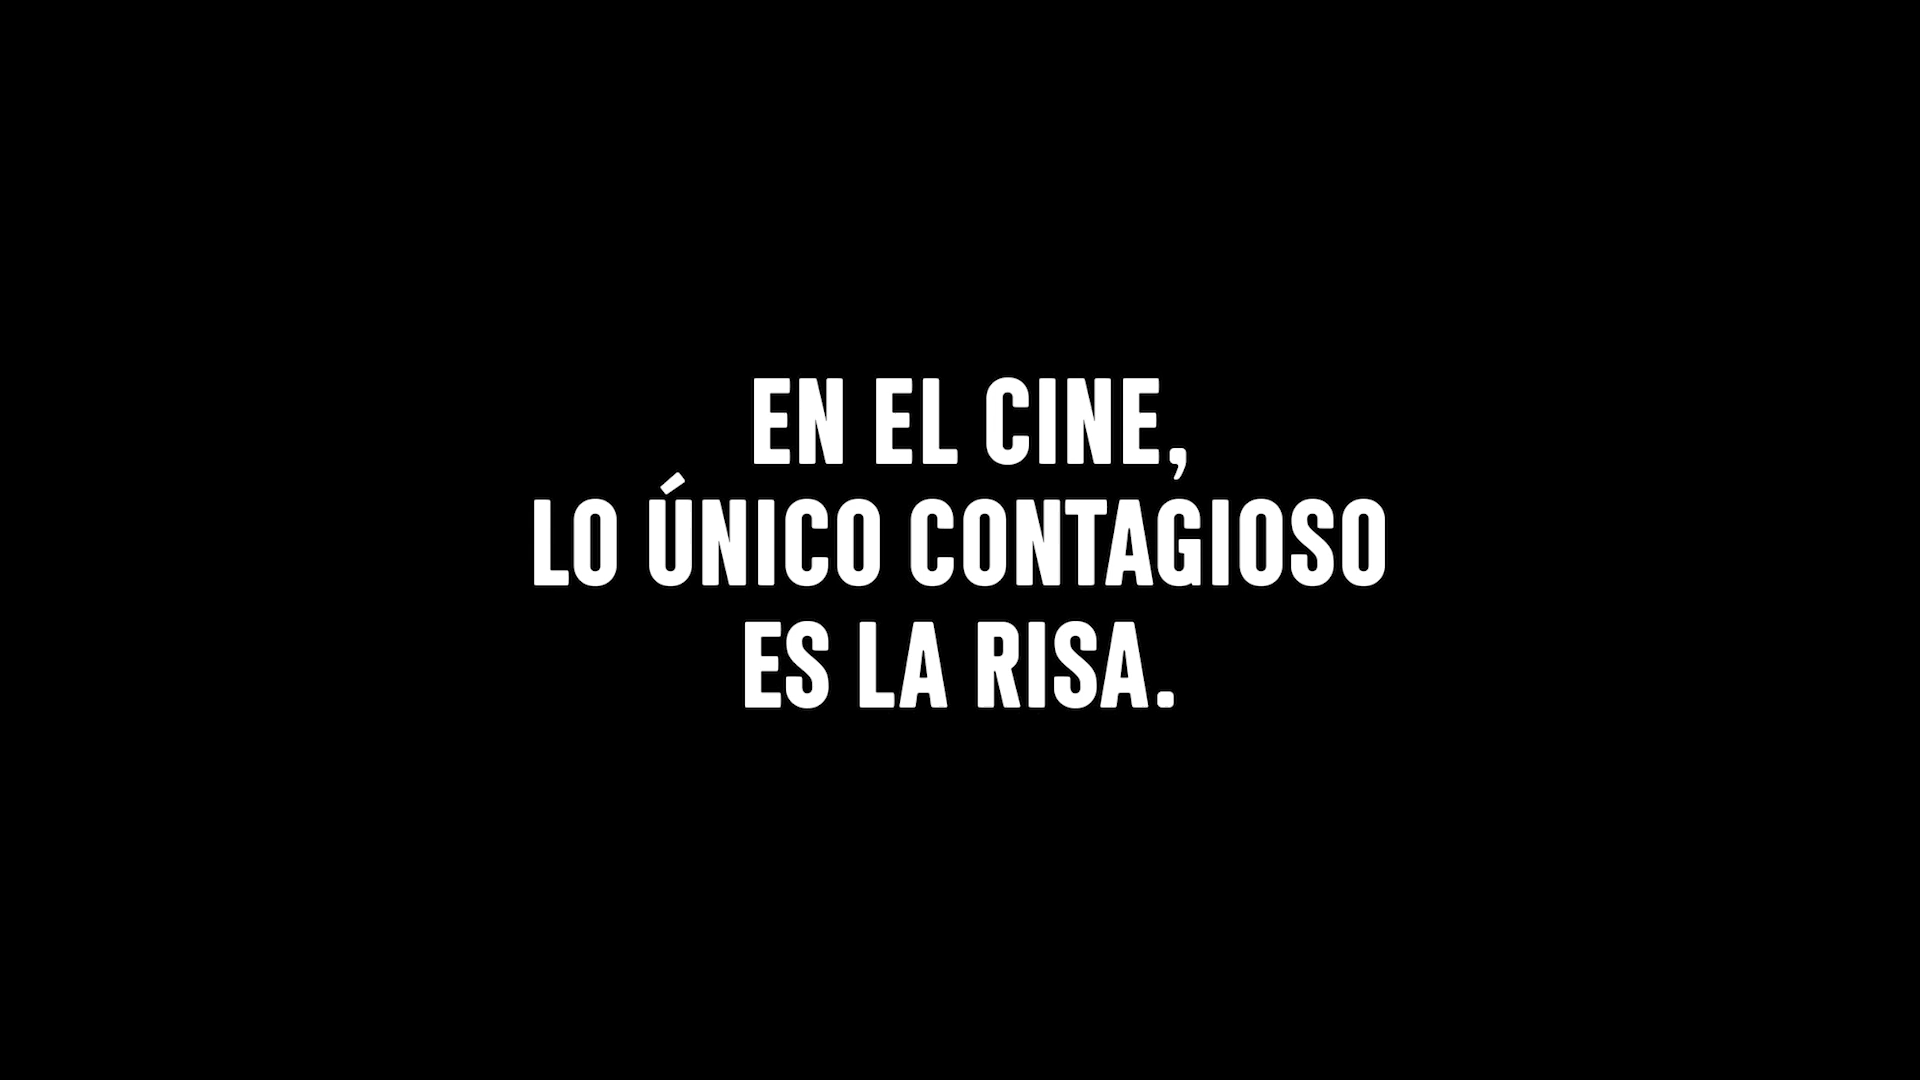 EN EL CINE,
LO ÚNICO CONTAGIOSO
ES LA RISA.